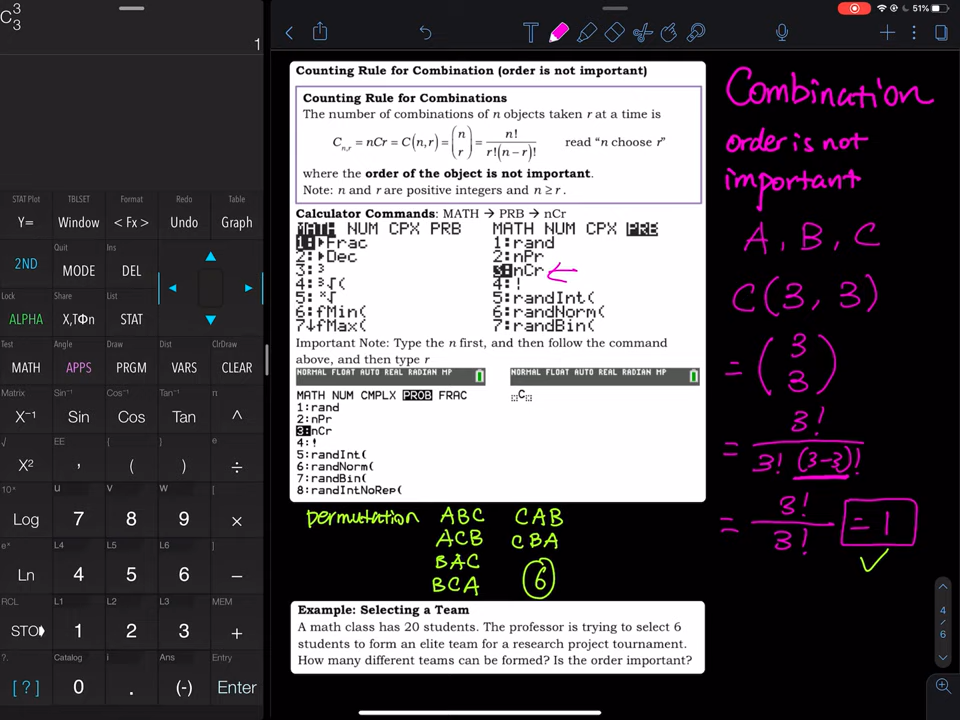 C 3 3
1
51%
Counting Rule for Combination (order is not important)
Counting Rule for Combinations
The number of combinations of n objects taken r at a time is
Cn,r = nCr = C(n,r) = (n r) = n! / r!(n−r)! read “n choose r”
where the order of the object is not important.
Note: n and r are positive integers and n ≥ r.
Calculator Commands: MATH → PRB → nCr
MATH NUM CPX PRB
1:▶Frac
2:▶Dec
3:³
4:³√(
5:ˣ√
6:fMin(
7↓fMax(
MATH NUM CPX PRB
1:rand
2:nPr
3:nCr
4:!
5:randInt(
6:randNorm(
7:randBin(
Important Note: Type the n first, and then follow the command
above, and then type r
NORMAL FLOAT AUTO REAL RADIAN MP
MATH NUM CMPLX PROB FRAC
1:rand
2:nPr
3:nCr
4:!
5:randInt(
6:randNorm(
7:randBin(
8:randIntNoRep(
NORMAL FLOAT AUTO REAL RADIAN MP
C
permutation ABC CAB
ACB CBA
BAC
BCA 6
Example: Selecting a Team
A math class has 20 students. The professor is trying to select 6
students to form an elite team for a research project tournament.
How many different teams can be formed? Is the order important?
Combination
order is not
important
A, B, C
C(3, 3)
= (3 3)
= 3! / 3! (3-3)!
= 3! / 3! = 1
4
/
6
STAT Plot TBLSET Format Redo Draw
Y= Window < Fx > Undo Graph
Quit Ins
2ND MODE DEL
Lock Share List
ALPHA X,TΦn STAT
Test Angle Draw Dist ClrDraw
MATH APPS PRGM VARS CLEAR
Matrix Sin⁻¹ Cos⁻¹ Tan⁻¹ π
X⁻¹ Sin Cos Tan ^
√ EE { } e
X² , ( ) ÷
10ˣ u v w [
Log 7 8 9 ×
eˣ L4 L5 L6 ]
Ln 4 5 6 −
RCL L1 L2 L3 MEM
STO▶ 1 2 3 +
?. Catalog i Ans Entry
[ ? ] 0 . (-) Enter